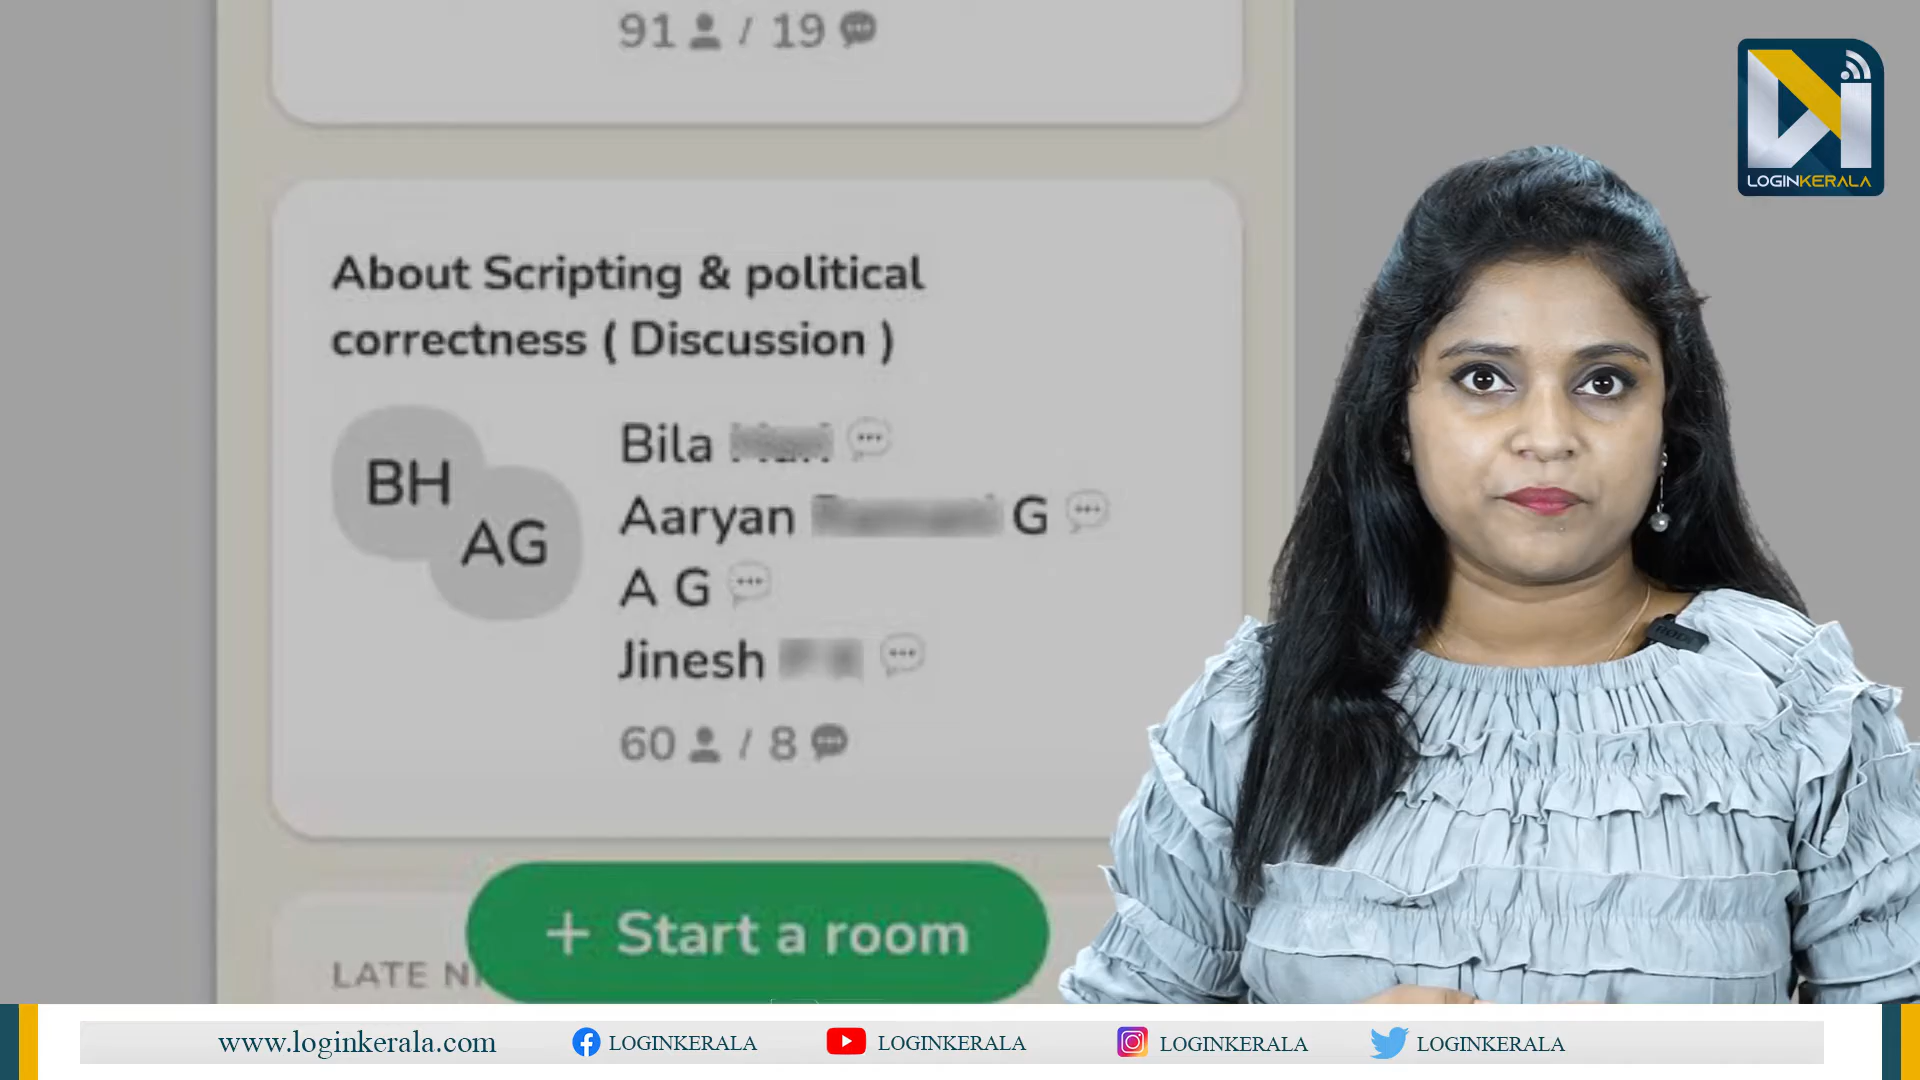 91 / 19
LOGINKERALA
About Scripting & political
correctness ( Discussion )
BH
AG
Bila
Aaryan G
A G
Jinesh
60 / 8
+ Start a room
LATE N
www.loginkerala.com LOGINKERALA LOGINKERALA LOGINKERALA LOGINKERALA